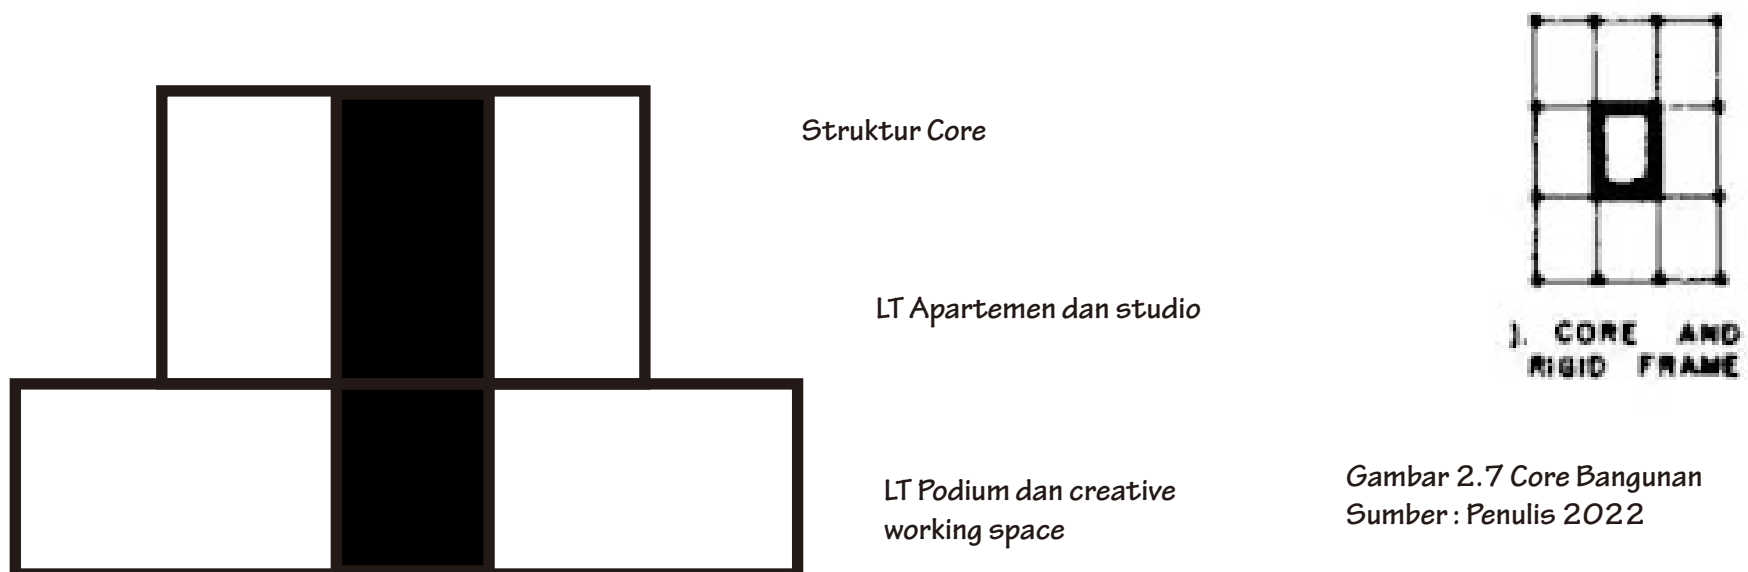 Struktur Core
LT Apartemen dan studio
LT Podium dan creative
working space
J. CORE AND
RIGID FRAME
Gambar 2.7 Core Bangunan
Sumber : Penulis 2022